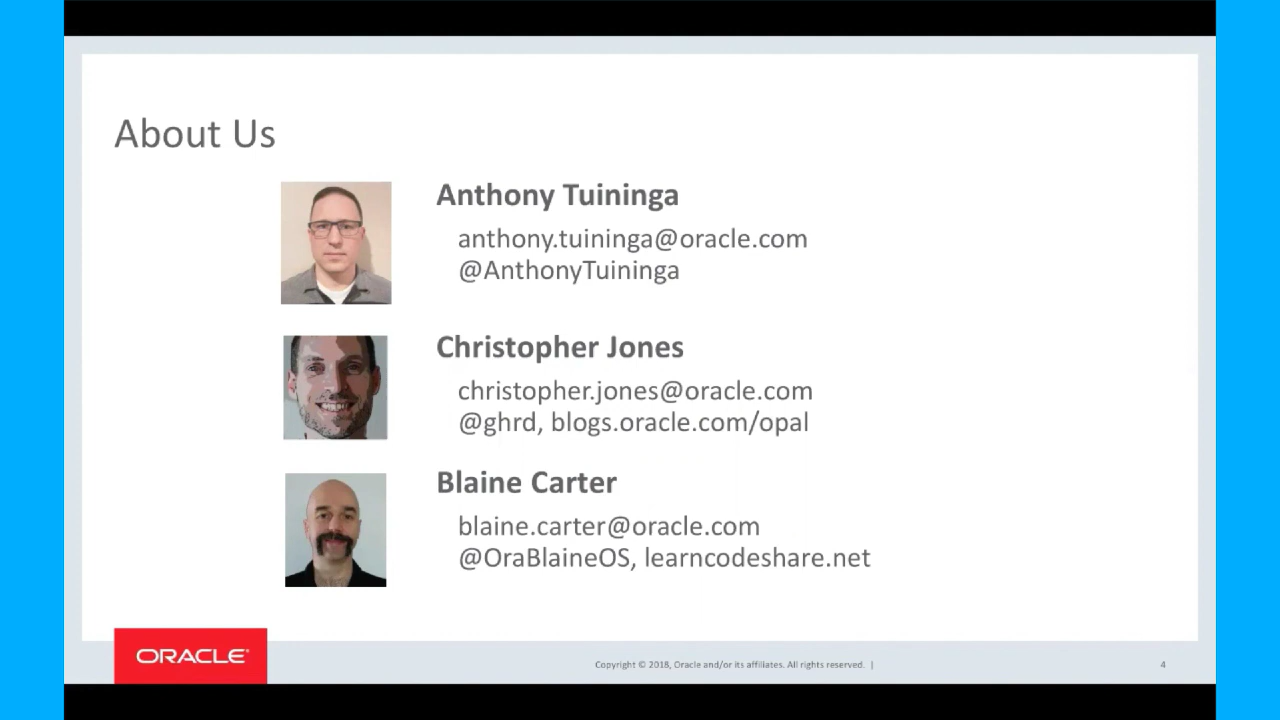 About Us
Anthony Tuininga
anthony.tuininga@oracle.com
@AnthonyTuininga
Christopher Jones
christopher.jones@oracle.com
@ghrd, blogs.oracle.com/opal
Blaine Carter
blaine.carter@oracle.com
@OraBlaineOS, learncodeshare.net
ORACLE®
Copyright © 2018, Oracle and/or its affiliates. All rights reserved. |
4